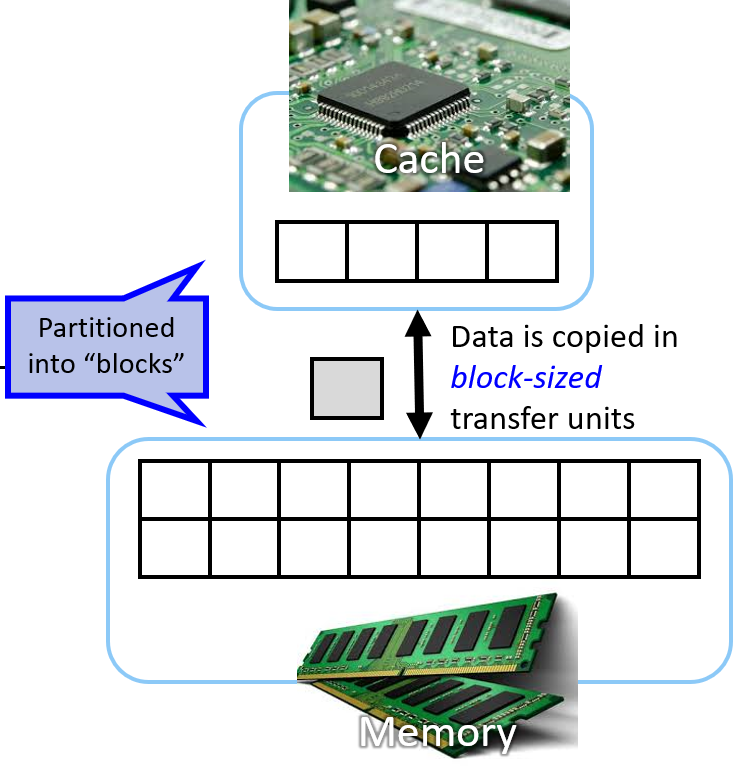 Cache
Partitioned
into “blocks”
Data is copied in
block-sized
transfer units
Memory